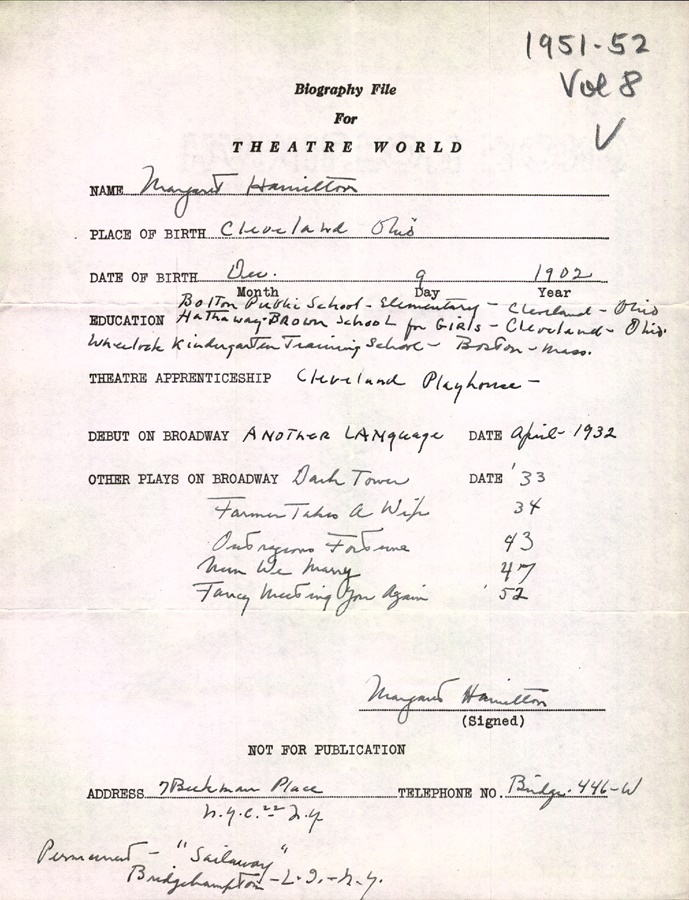 1951-52
Vol 8
V
Biography File
For
THEATRE WORLD
NAME Margaret Hamilton
PLACE OF BIRTH Cleveland Ohio
DATE OF BIRTH Dec. 9 1902
Month Day Year
Bolton Public School - Elementary - Cleveland - Ohio
EDUCATION Hathaway-Brown School for Girls - Cleveland - Ohio.
Wheelock Kindergarten Training School - Boston - Mass.
THEATRE APPRENTICESHIP Cleveland Playhouse -
DEBUT ON BROADWAY ANOTHER LANguage DATE April - 1932
OTHER PLAYS ON BROADWAY Dark Tower DATE '33
Farmer Takes A Wife 34
Outrageous Fortune 43
We Marry 47
Fancy Meeting You Again '52
Margaret Hamilton
(Signed)
NOT FOR PUBLICATION
ADDRESS 7 Beekman Place TELEPHONE NO. Bridge. 446-W
N.Y.C. 22 N.Y
Permanent - "Sailaway"
Bridgehampton - L.I. - N.Y.